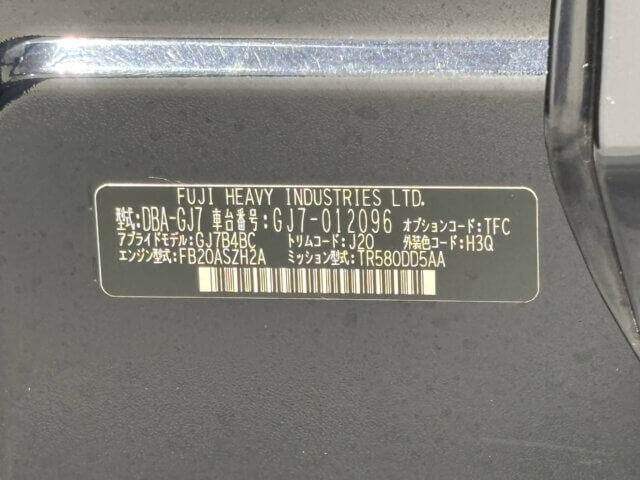 FUJI HEAVY INDUSTRIES LTD.
型式:DBA-GJ7 車台番号:GJ7-012096 オプションコード:TFC
アプライドモデル:GJ7B4BC トリムコード:J20 外装色コード:H3Q
エンジン型式:FB20ASZH2A ミッション型式:TR580DD5AA